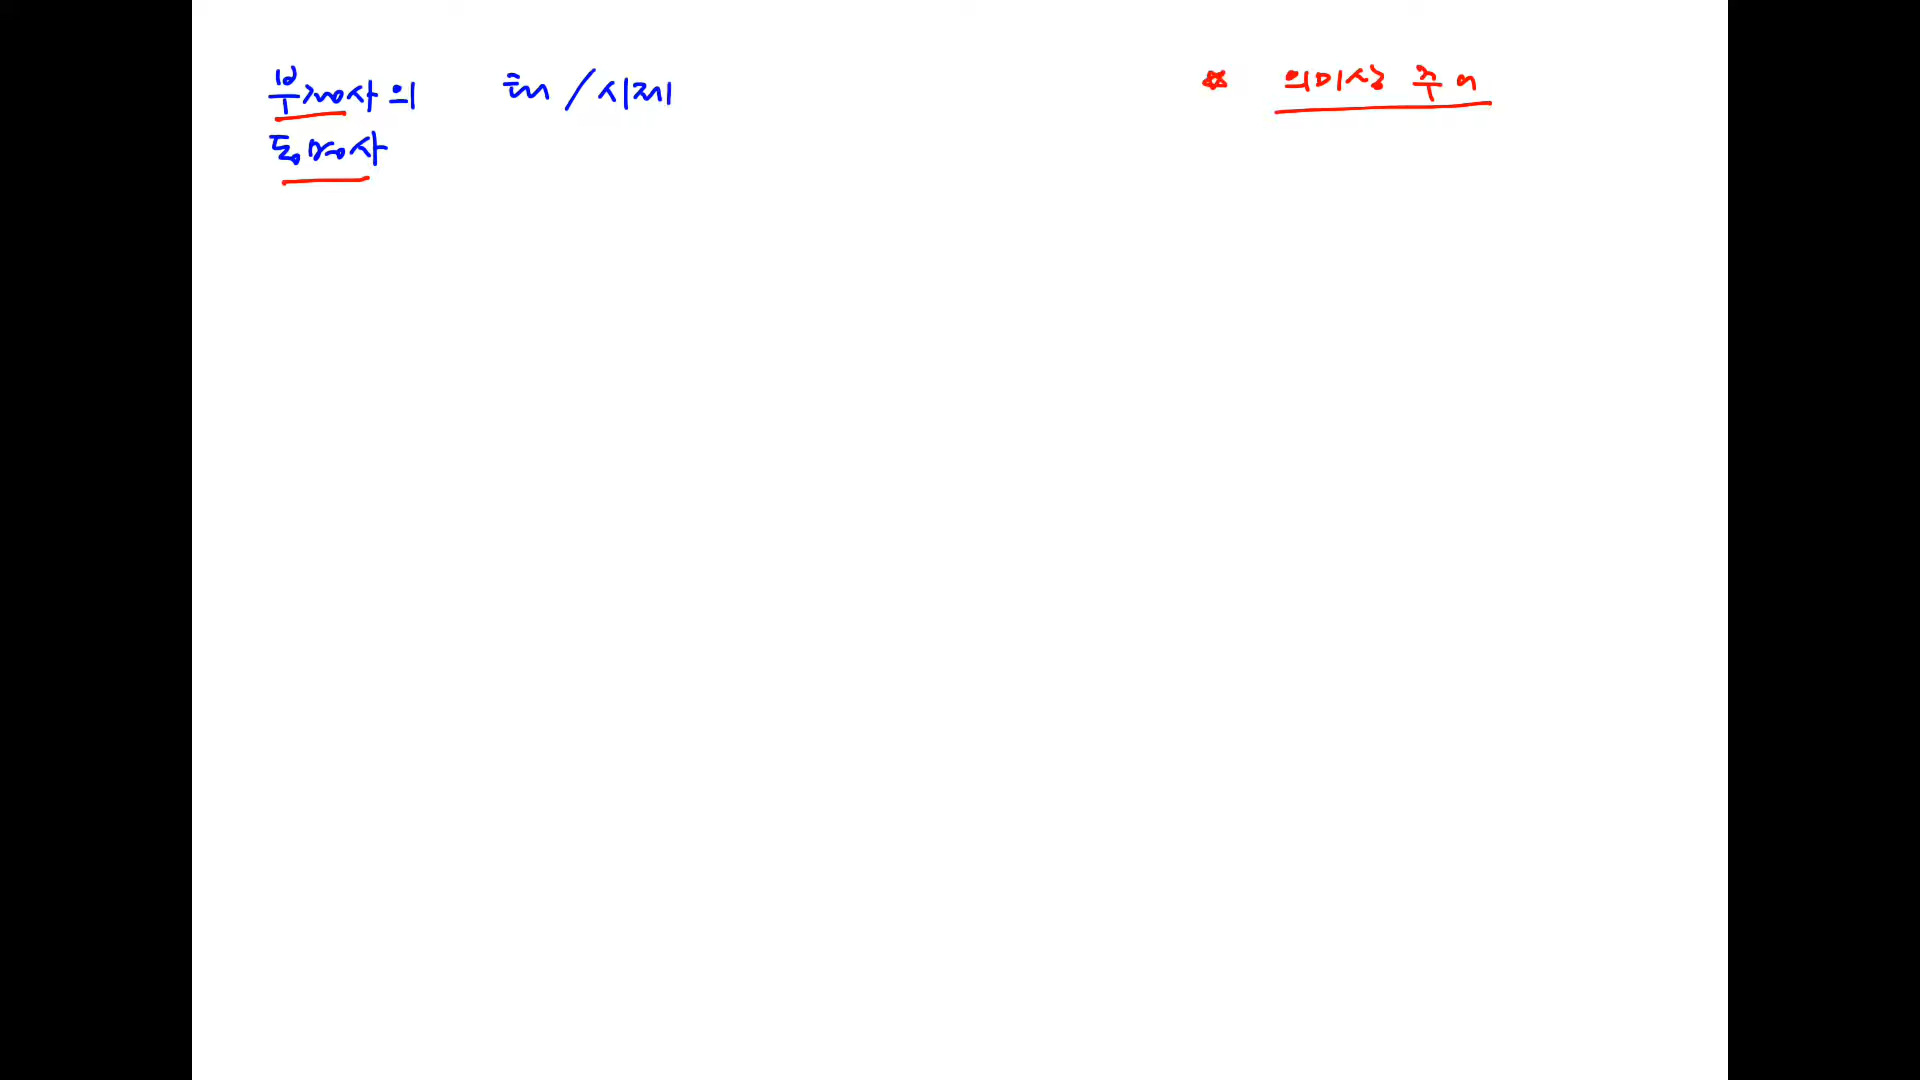 부정사의 태 / 시제
동명사
☆ 의미상 주어